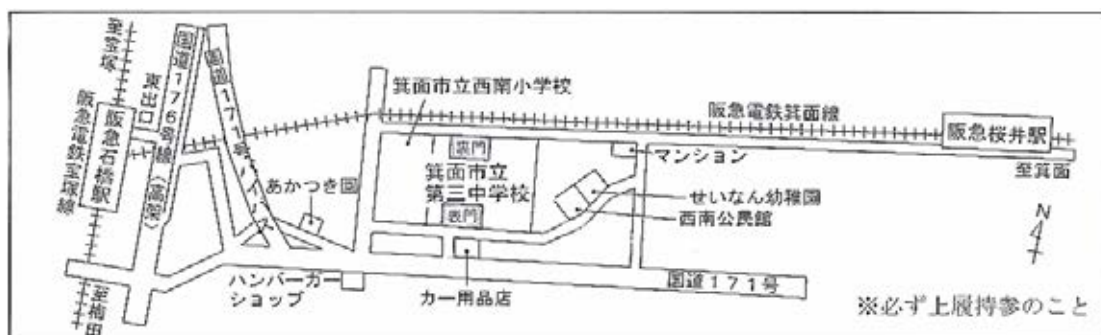 至宝塚
国道176号線〈高架〉
国道171号バイパス
東出口
阪急石橋駅
阪急電鉄宝塚線
至梅田
箕面市立西南小学校
阪急電鉄箕面線
阪急桜井駅
至箕面
裏門
マンション
箕面市立
第三中学校
せいなん幼稚園
西南公民館
あかつき園
表門
N
ハンバーガー
ショップ
カー用品店
国道171号
※必ず上履持参のこと